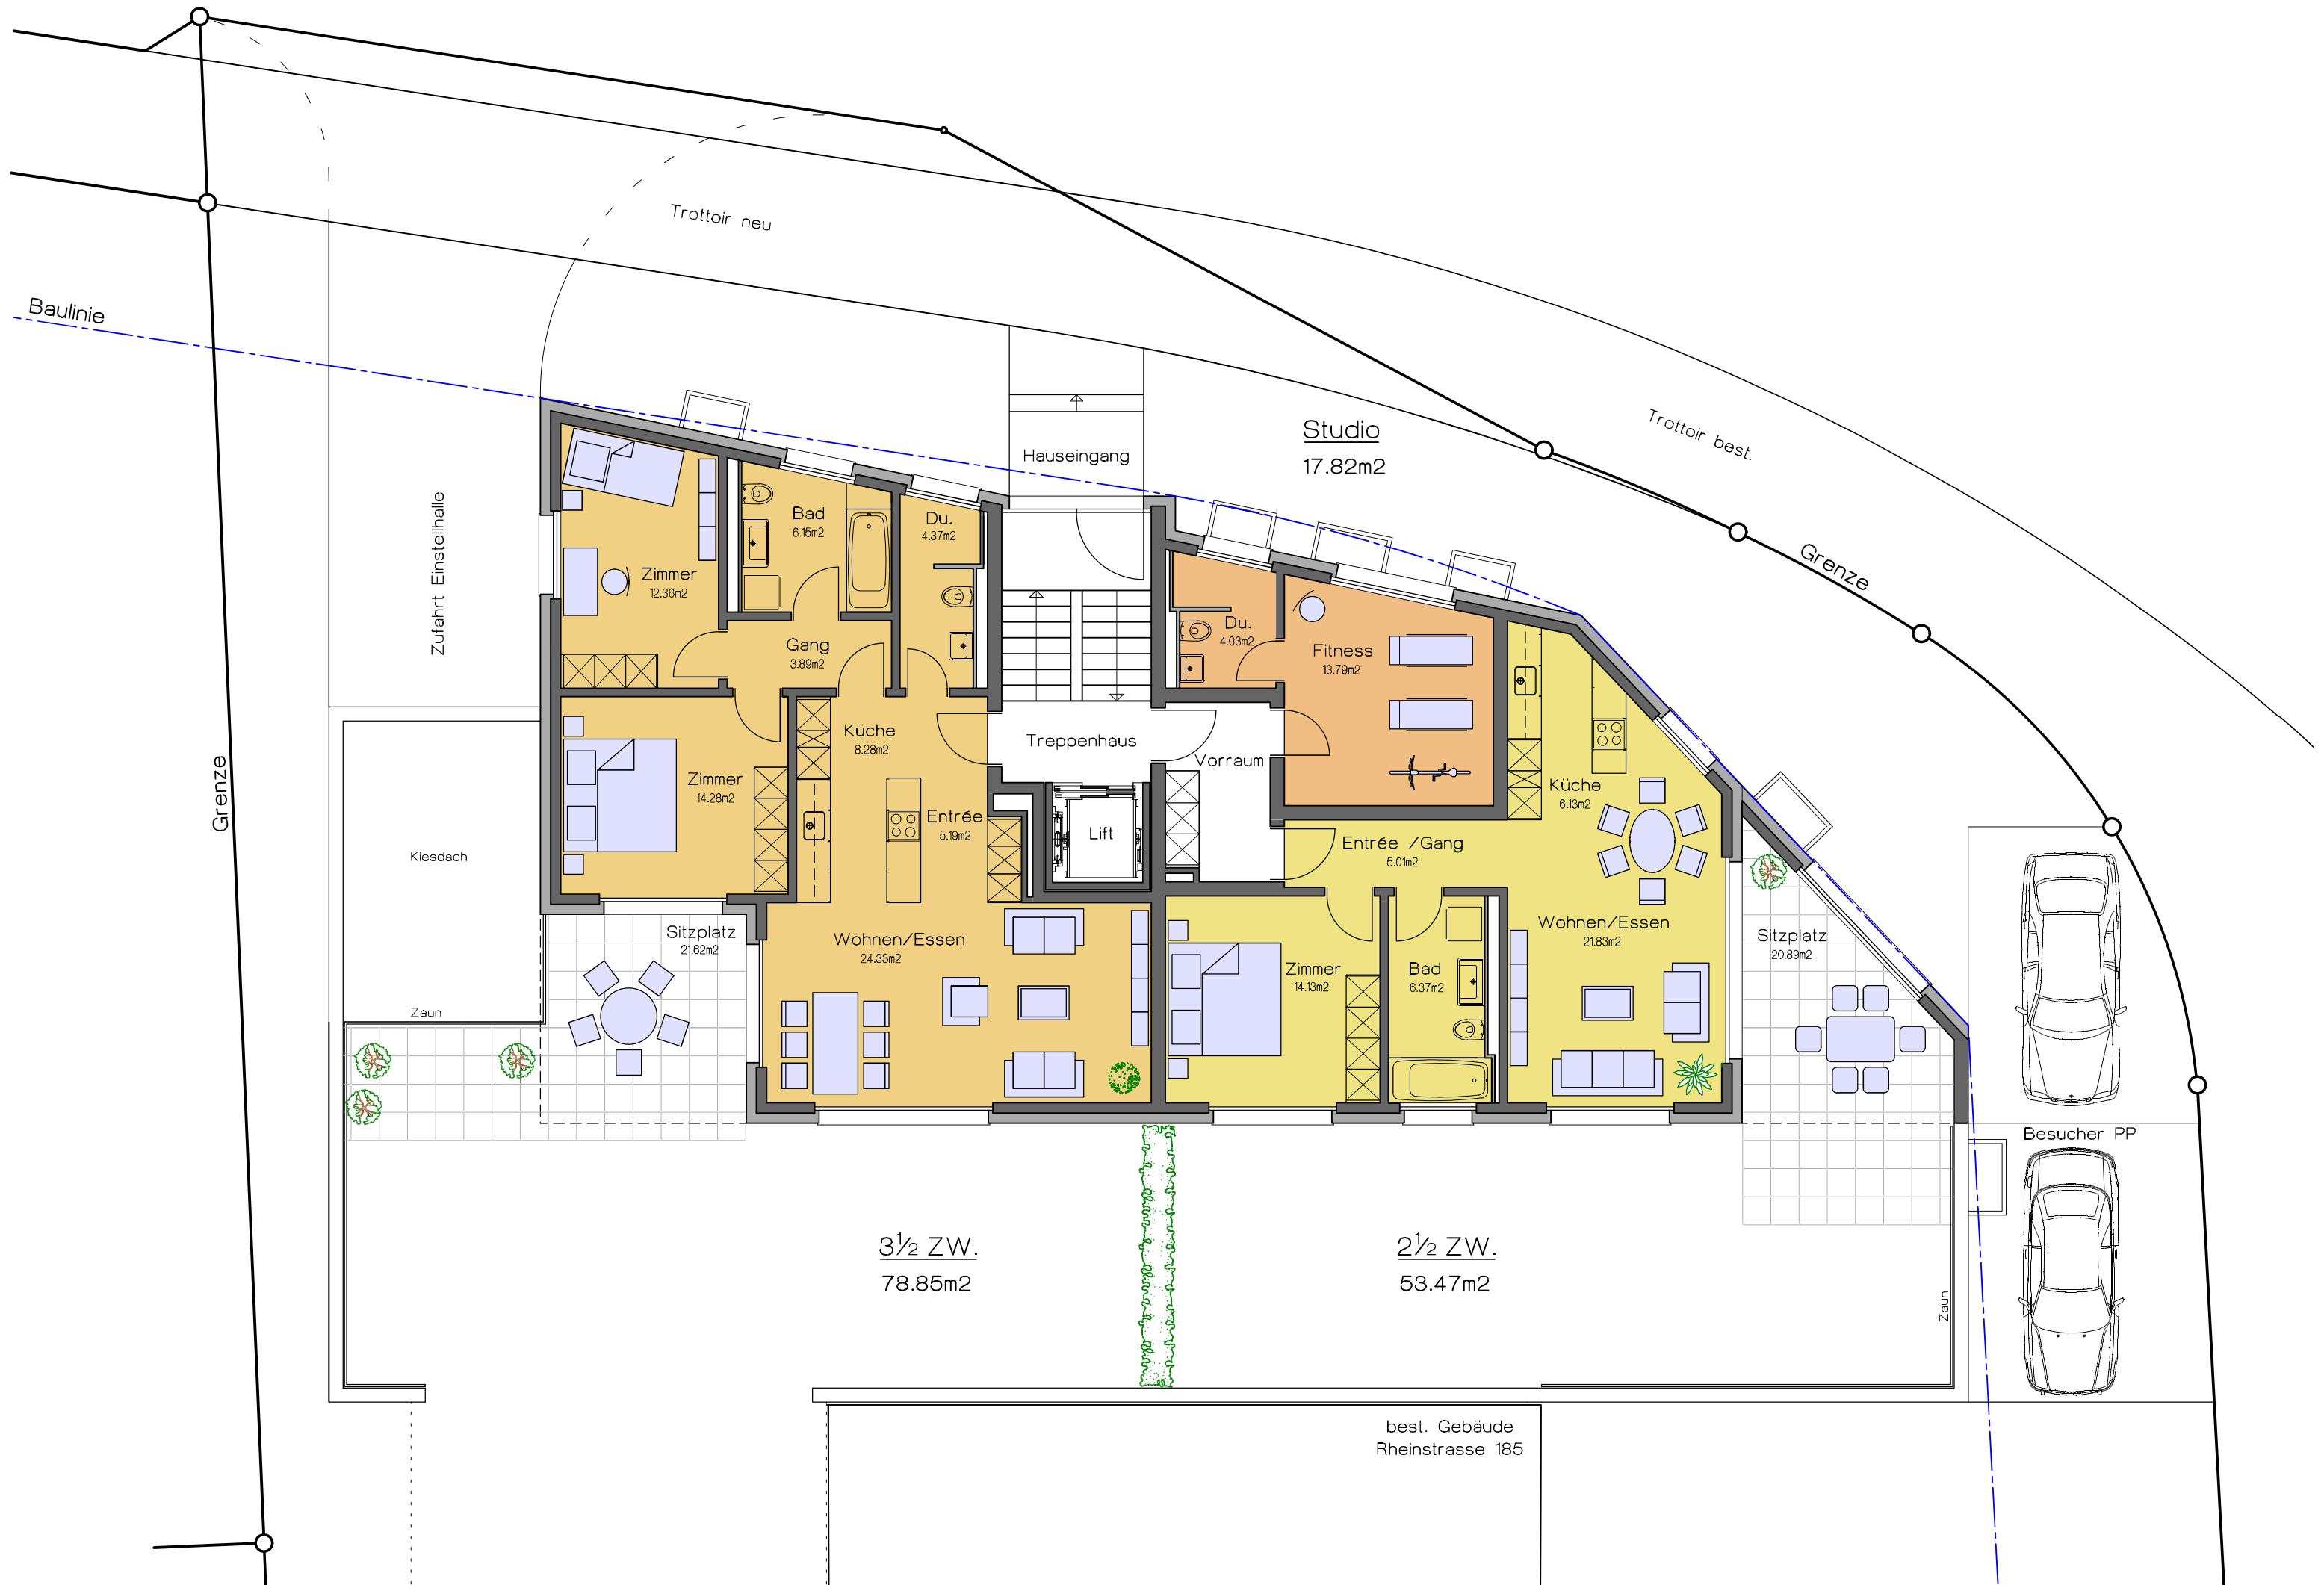 Trottoir neu
Baulinie
Trottoir best.
Studio
17.82m2
Hauseingang
Zufahrt Einstellhalle
Grenze
Bad
6.15m2
Du.
4.37m2
Zimmer
12.36m2
Gang
3.89m2
Du.
4.03m2
Fitness
13.79m2
Küche
8.28m2
Treppenhaus
Vorraum
Zimmer
14.28m2
Küche
6.13m2
Grenze
Entrée
5.19m2
Lift
Entrée /Gang
5.01m2
Kiesdach
Sitzplatz
21.62m2
Wohnen/Essen
24.33m2
Wohnen/Essen
21.83m2
Sitzplatz
20.89m2
Zimmer
14.13m2
Bad
6.37m2
Zaun
Besucher PP
3½ ZW.
78.85m2
2½ ZW.
53.47m2
Zaun
best. Gebäude
Rheinstrasse 185